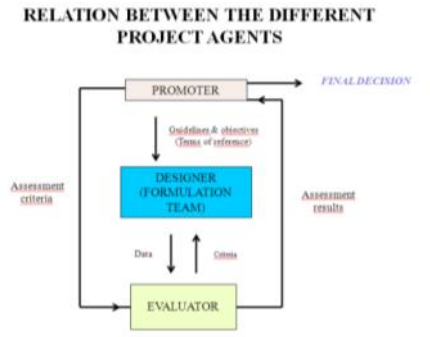 RELATION BETWEEN THE DIFFERENT
PROJECT AGENTS
FINAL DECISION
PROMOTER
Guidelines & objectives
(Terms of reference)
DESIGNER
(FORMULATION
TEAM)
Assessment
criteria
Assessment
results
Data
Criteria
EVALUATOR